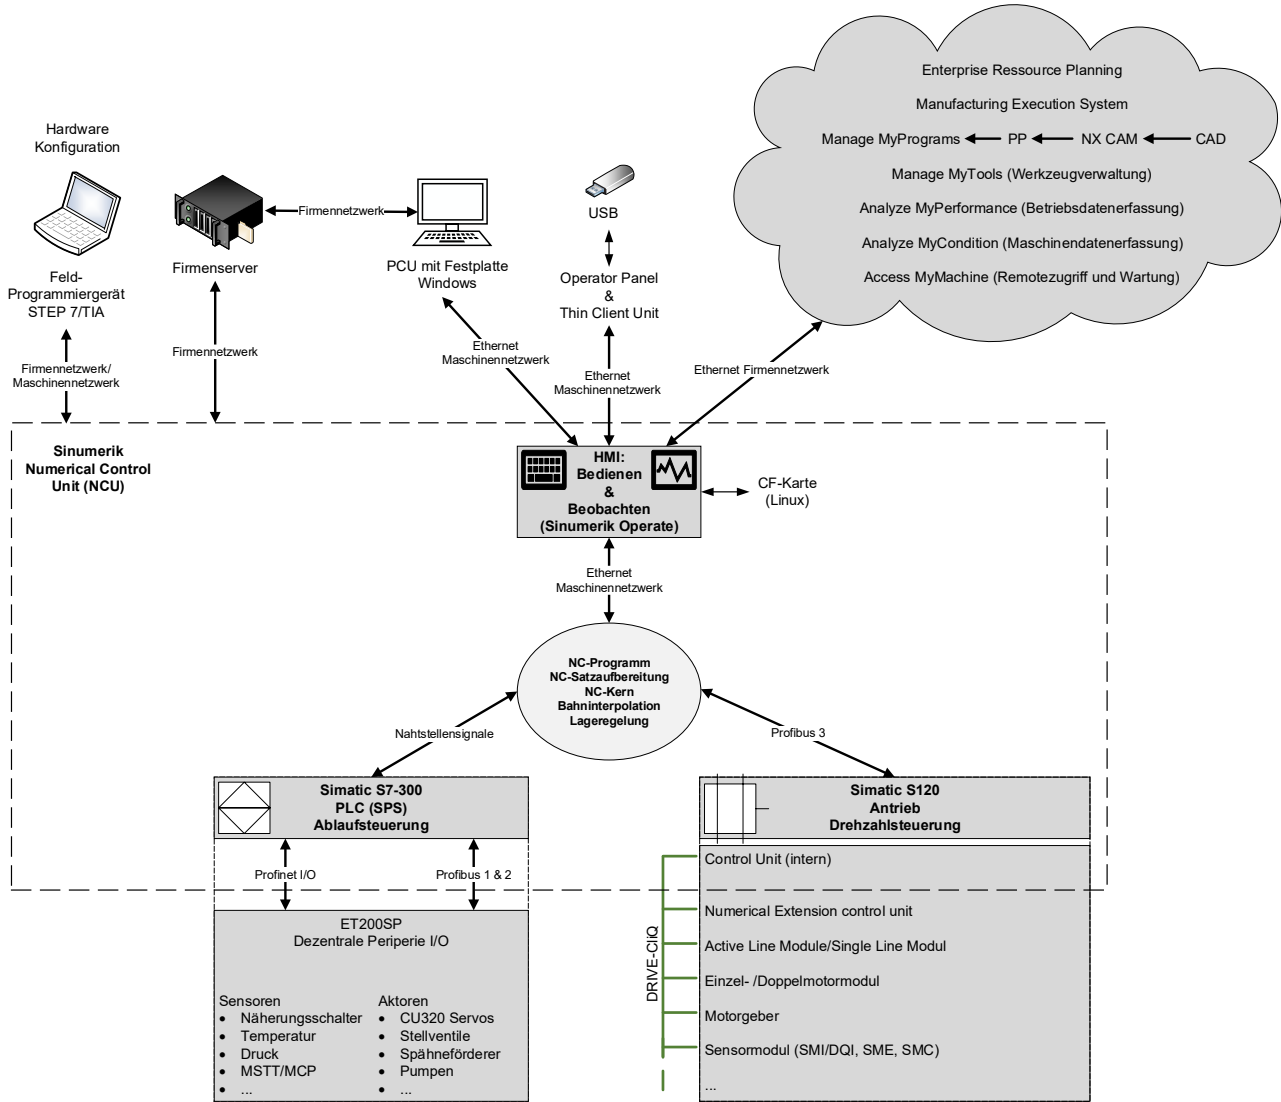 Enterprise Ressource Planning
Manufacturing Execution System
Manage MyPrograms PP NX CAM CAD
Manage MyTools (Werkzeugverwaltung)
Analyze MyPerformance (Betriebsdatenerfassung)
Analyze MyCondition (Maschinendatenerfassung)
Access MyMachine (Remotezugriff und Wartung)
Hardware
Konfiguration
Feld-
Programmiergerät
STEP 7/TIA
Firmenserver
Firmennetzwerk
PCU mit Festplatte
Windows
USB
Operator Panel
&
Thin Client Unit
Firmennetzwerk/
Maschinennetzwerk
Firmennetzwerk
Ethernet
Maschinennetzwerk
Ethernet
Maschinennetzwerk
Ethernet Firmennetzwerk
Sinumerik
Numerical Control
Unit (NCU)
HMI:
Bedienen
&
Beobachten
(Sinumerik Operate)
CF-Karte
(Linux)
Ethernet
Maschinennetzwerk
NC-Programm
NC-Satzaufbereitung
NC-Kern
Bahninterpolation
Lageregelung
Nahtstellensignale
Profibus 3
Simatic S7-300
PLC (SPS)
Ablaufsteuerung
Profinet I/O
Profibus 1 & 2
ET200SP
Dezentrale Periperie I/O
Sensoren
• Näherungsschalter
• Temperatur
• Druck
• MSTT/MCP
• ...
Aktoren
• CU320 Servos
• Stellventile
• Spähneförderer
• Pumpen
• ...
Simatic S120
Antrieb
Drehzahlsteuerung
DRIVE-CliQ
Control Unit (intern)
Numerical Extension control unit
Active Line Module/Single Line Modul
Einzel- /Doppelmotormodul
Motorgeber
Sensormodul (SMI/DQI, SME, SMC)
...